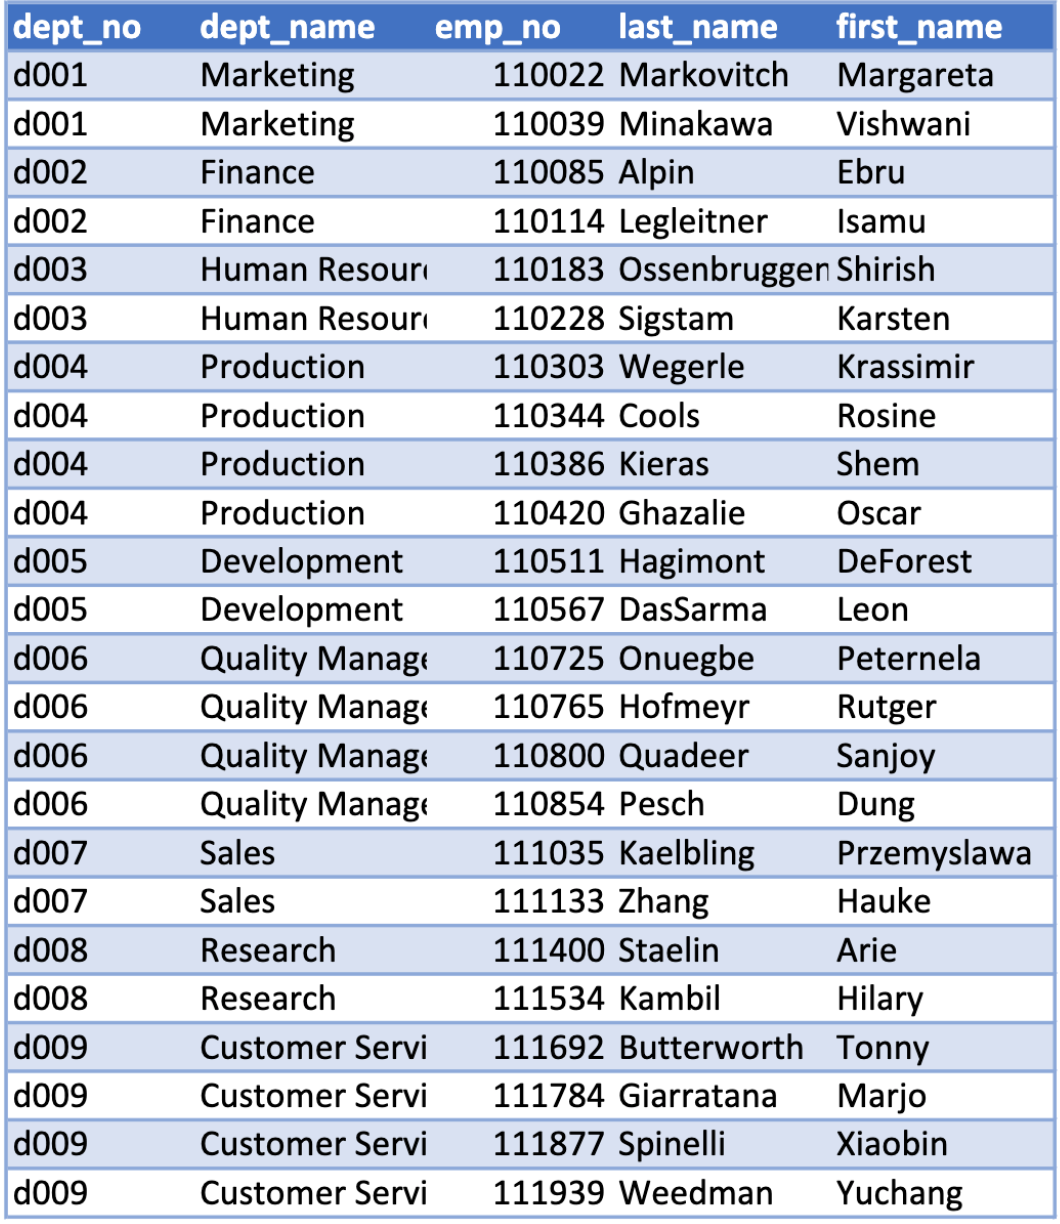 dept_no dept_name emp_no last_name first_name
d001 Marketing 110022 Markovitch Margareta
d001 Marketing 110039 Minakawa Vishwani
d002 Finance 110085 Alpin Ebru
d002 Finance 110114 Legleitner Isamu
d003 Human Resour 110183 Ossenbruggen Shirish
d003 Human Resour 110228 Sigstam Karsten
d004 Production 110303 Wegerle Krassimir
d004 Production 110344 Cools Rosine
d004 Production 110386 Kieras Shem
d004 Production 110420 Ghazalie Oscar
d005 Development 110511 Hagimont DeForest
d005 Development 110567 DasSarma Leon
d006 Quality Manage 110725 Onuegbe Peternela
d006 Quality Manage 110765 Hofmeyr Rutger
d006 Quality Manage 110800 Quadeer Sanjoy
d006 Quality Manage 110854 Pesch Dung
d007 Sales 111035 Kaelbling Przemyslawa
d007 Sales 111133 Zhang Hauke
d008 Research 111400 Staelin Arie
d008 Research 111534 Kambil Hilary
d009 Customer Servi 111692 Butterworth Tonny
d009 Customer Servi 111784 Giarratana Marjo
d009 Customer Servi 111877 Spinelli Xiaobin
d009 Customer Servi 111939 Weedman Yuchang